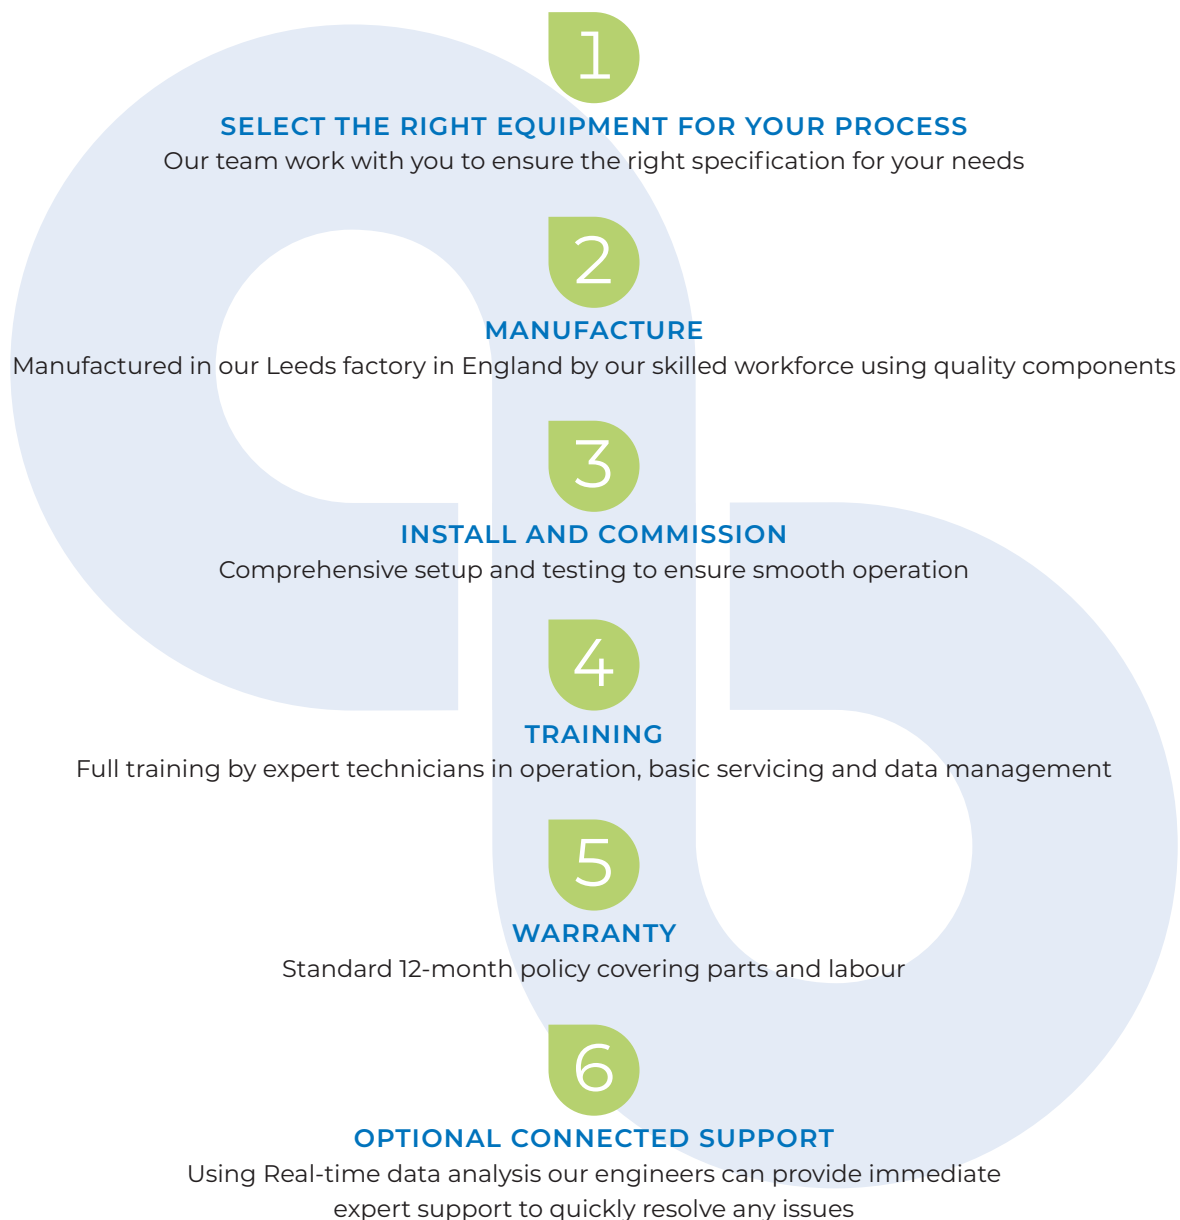 1
SELECT THE RIGHT EQUIPMENT FOR YOUR PROCESS
Our team work with you to ensure the right specification for your needs
2
MANUFACTURE
Manufactured in our Leeds factory in England by our skilled workforce using quality components
3
INSTALL AND COMMISSION
Comprehensive setup and testing to ensure smooth operation
4
TRAINING
Full training by expert technicians in operation, basic servicing and data management
5
WARRANTY
Standard 12-month policy covering parts and labour
6
OPTIONAL CONNECTED SUPPORT
Using Real-time data analysis our engineers can provide immediate
expert support to quickly resolve any issues